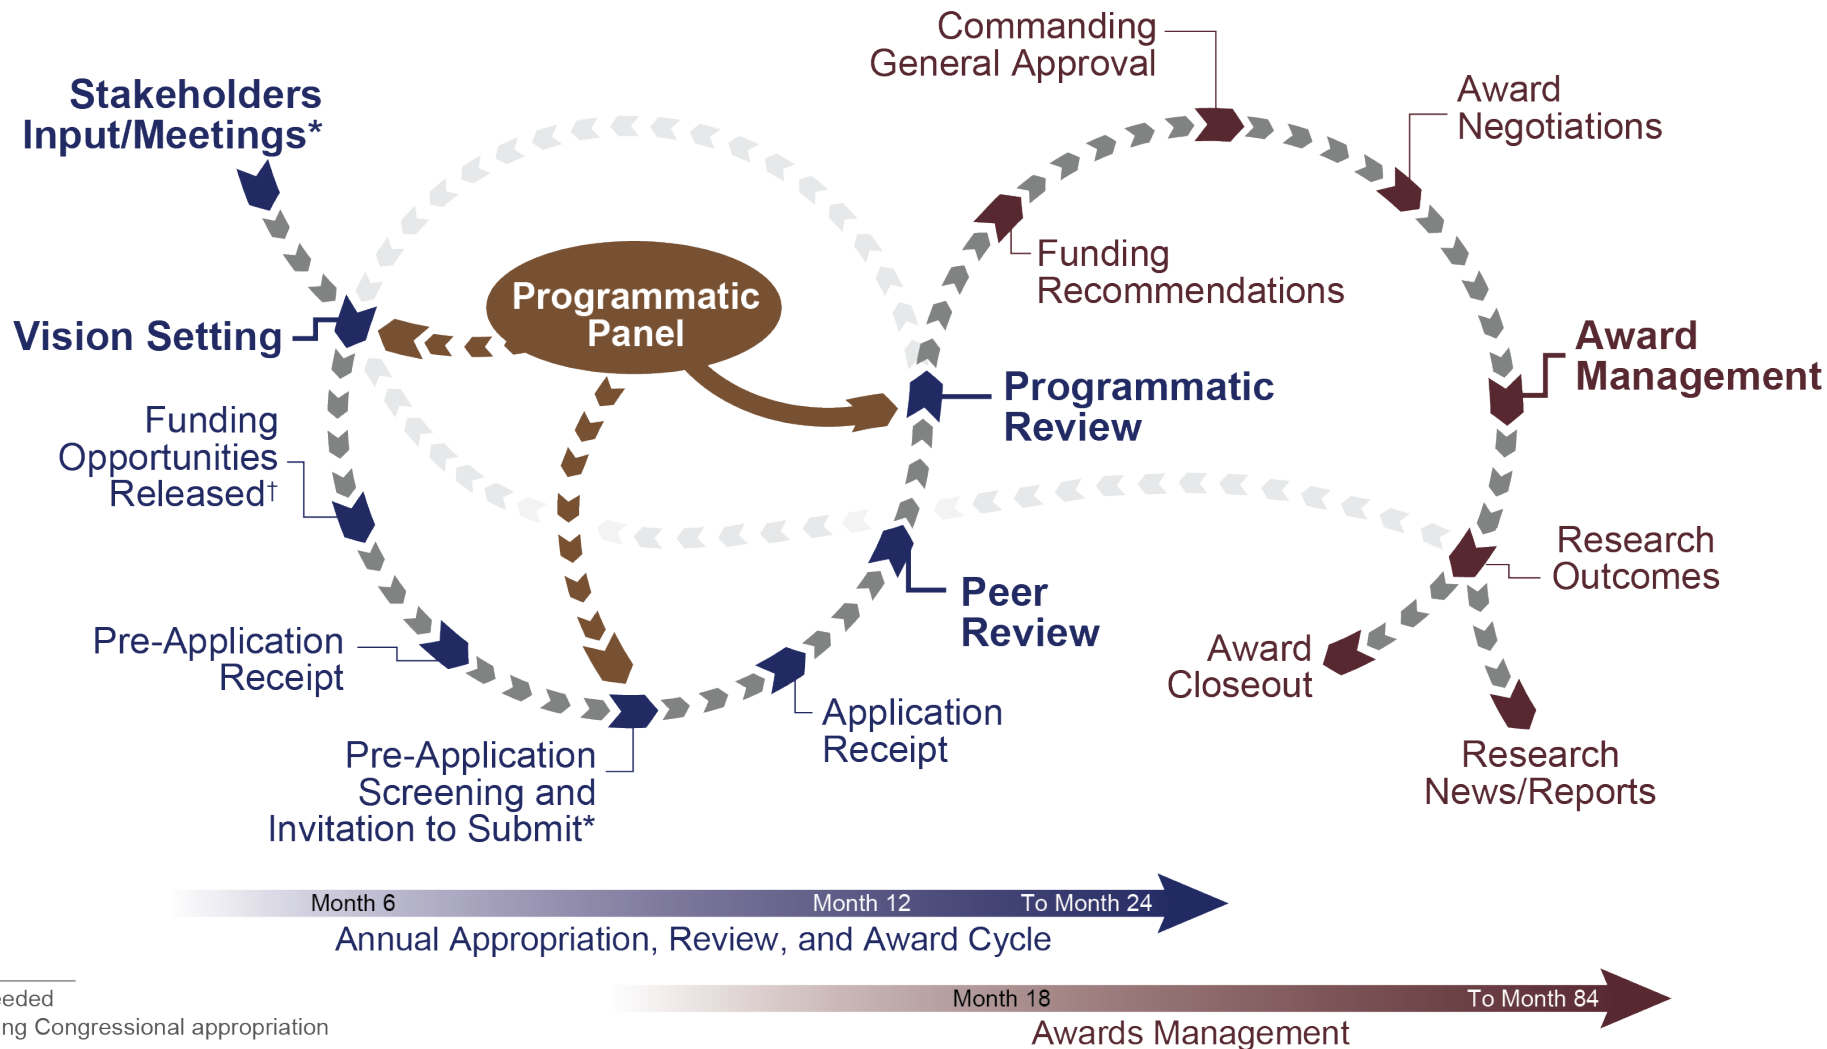 Commanding
General Approval
Stakeholders
Input/Meetings*
Award
Negotiations
Funding
Recommendations
Programmatic
Panel
Vision Setting
Award
Management
Programmatic
Review
Funding
Opportunities
Released†
Research
Outcomes
Peer
Review
Pre-Application
Receipt
Award
Closeout
Application
Receipt
Pre-Application
Screening and
Invitation to Submit*
Research
News/Reports
Month 6 Month 12 To Month 24
Annual Appropriation, Review, and Award Cycle
Month 18 To Month 84
Awards Management
Congressional appropriation